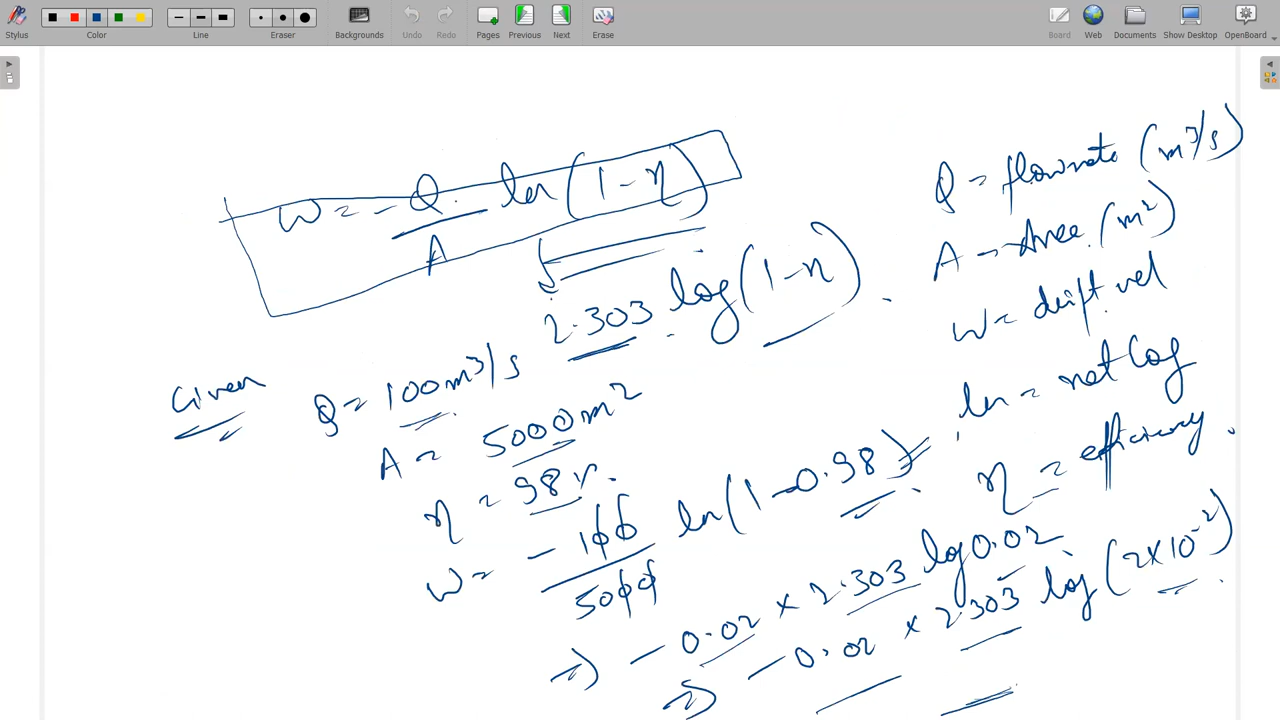 Stylus
Color
Line
Eraser
Backgrounds
Undo
Redo
Pages
Previous
Next
Erase
Board
Web
Documents
Show Desktop
OpenBoard
W = - Q/A . ln (1-η)
2.303 log (1-η)
Q = flowrate (m³/s)
A = Area (m²)
W = drift vel
ln = nat log
η = efficiency
Given
Q = 100 m³/s
A = 5000 m²
η = 98 %.
W = -100/5000 ln (1-0.98)
⇒ -0.02 × 2.303 log 0.02
⇒ -0.02 × 2.303 log (2×10⁻²)